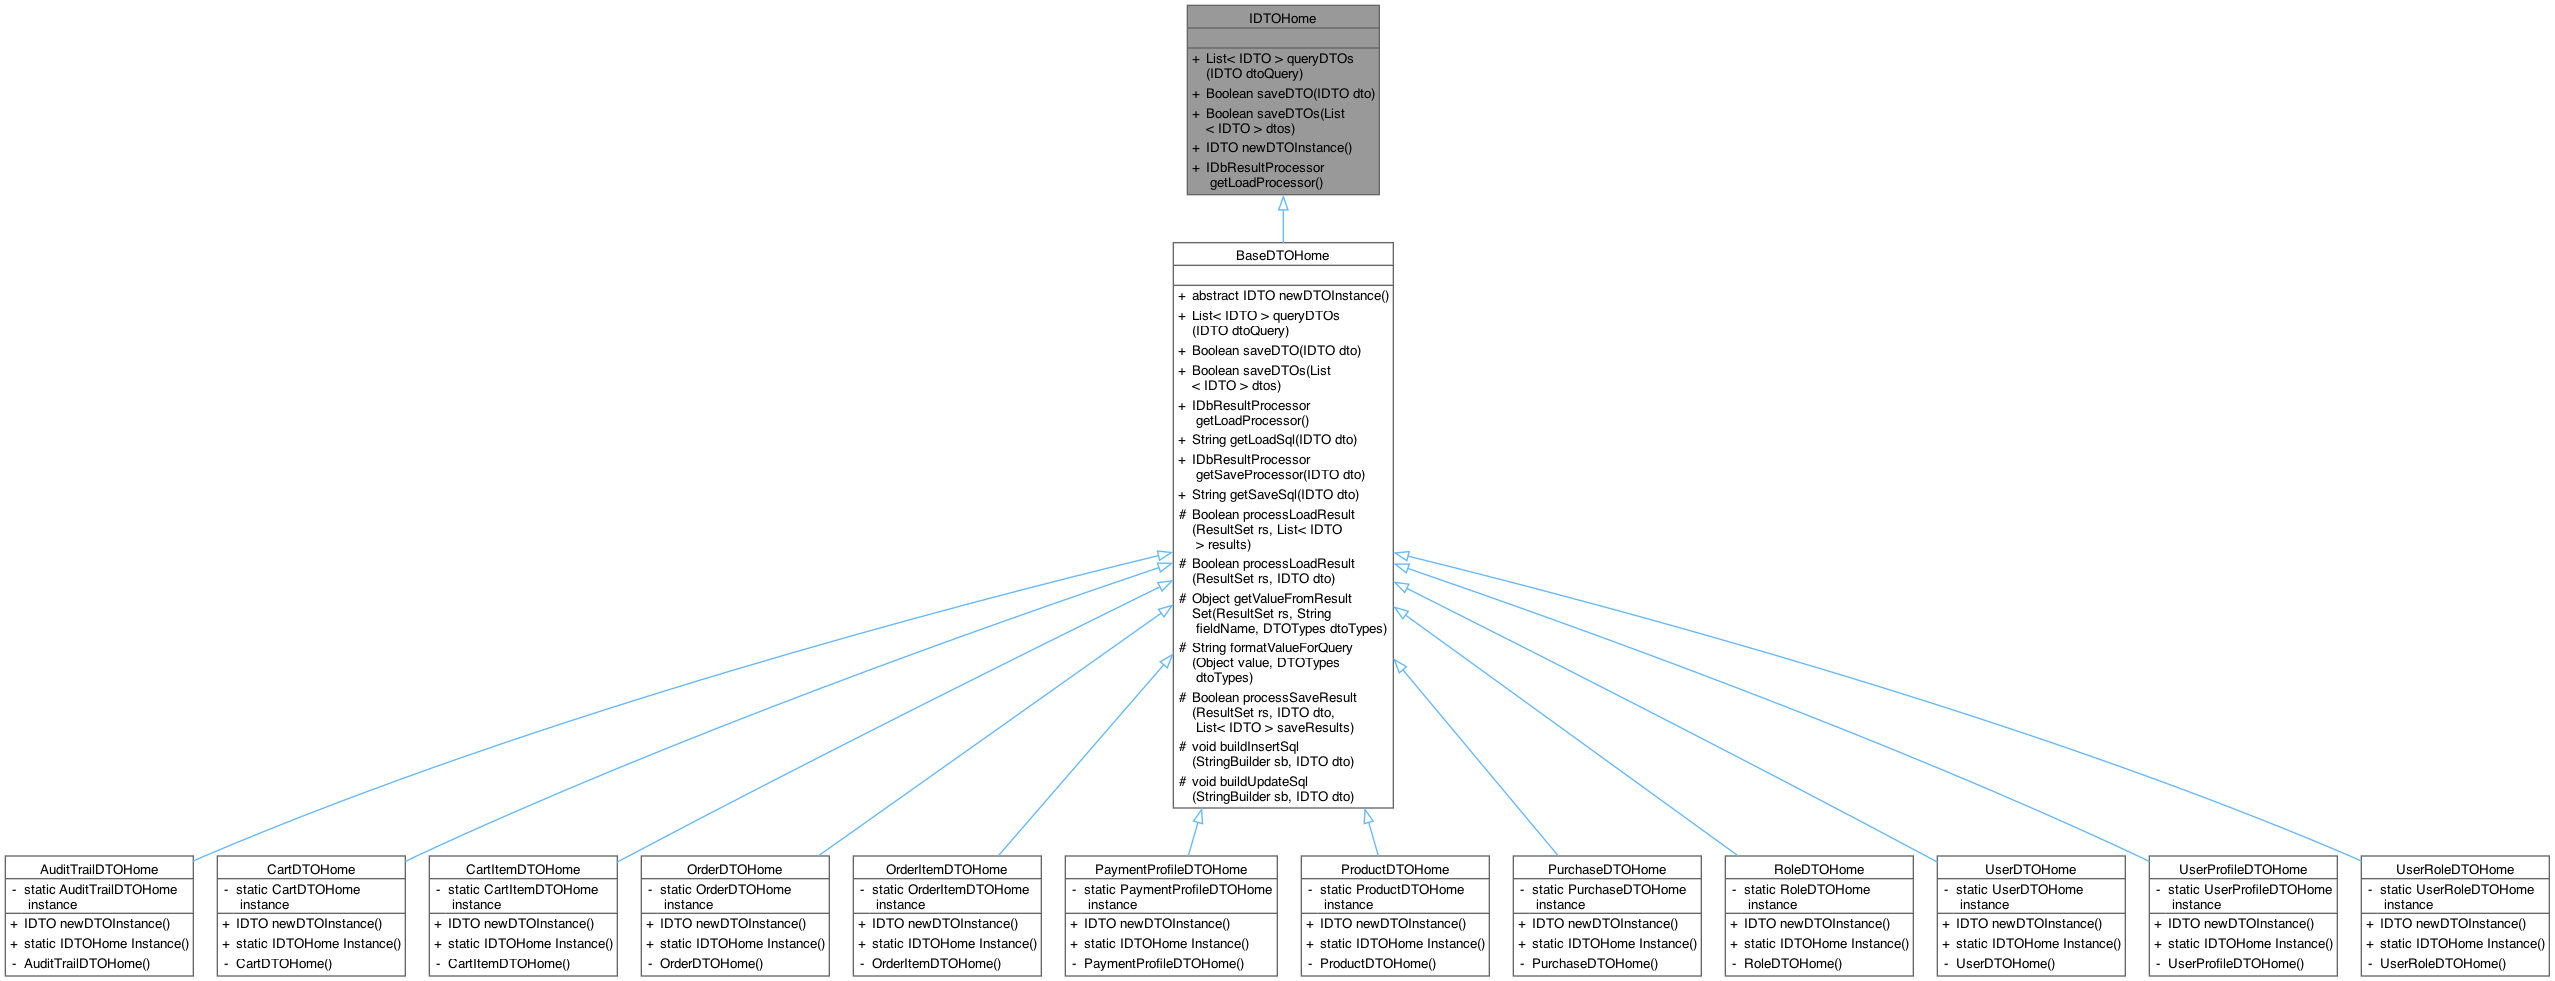 IDTOHome
+ List< IDTO > queryDTOs
(IDTO dtoQuery)
+ Boolean saveDTO(IDTO dto)
+ Boolean saveDTOs(List
< IDTO > dtos)
+ IDTO newDTOInstance()
+ IDbResultProcessor
getLoadProcessor()
BaseDTOHome
+ abstract IDTO newDTOInstance()
+ List< IDTO > queryDTOs
(IDTO dtoQuery)
+ Boolean saveDTO(IDTO dto)
+ Boolean saveDTOs(List
< IDTO > dtos)
+ IDbResultProcessor
getLoadProcessor()
+ String getLoadSql(IDTO dto)
+ IDbResultProcessor
getSaveProcessor(IDTO dto)
+ String getSaveSql(IDTO dto)
# Boolean processLoadResult
(ResultSet rs, List< IDTO
> results)
# Boolean processLoadResult
(ResultSet rs, IDTO dto)
# Object getValueFromResult
Set(ResultSet rs, String
fieldName, DTOTypes dtoTypes)
# String formatValueForQuery
(Object value, DTOTypes
dtoTypes)
# Boolean processSaveResult
(ResultSet rs, IDTO dto,
List< IDTO > saveResults)
# void buildInsertSql
(StringBuilder sb, IDTO dto)
# void buildUpdateSql
(StringBuilder sb, IDTO dto)
AuditTrailDTOHome
- static AuditTrailDTOHome
instance
+ IDTO newDTOInstance()
+ static IDTOHome Instance()
- AuditTrailDTOHome()
CartDTOHome
- static CartDTOHome
instance
+ IDTO newDTOInstance()
+ static IDTOHome Instance()
- CartDTOHome()
CartItemDTOHome
- static CartItemDTOHome
instance
+ IDTO newDTOInstance()
+ static IDTOHome Instance()
- CartItemDTOHome()
OrderDTOHome
- static OrderDTOHome
instance
+ IDTO newDTOInstance()
+ static IDTOHome Instance()
- OrderDTOHome()
OrderItemDTOHome
- static OrderItemDTOHome
instance
+ IDTO newDTOInstance()
+ static IDTOHome Instance()
- OrderItemDTOHome()
PaymentProfileDTOHome
- static PaymentProfileDTOHome
instance
+ IDTO newDTOInstance()
+ static IDTOHome Instance()
- PaymentProfileDTOHome()
ProductDTOHome
- static ProductDTOHome
instance
+ IDTO newDTOInstance()
+ static IDTOHome Instance()
- ProductDTOHome()
PurchaseDTOHome
- static PurchaseDTOHome
instance
+ IDTO newDTOInstance()
+ static IDTOHome Instance()
- PurchaseDTOHome()
RoleDTOHome
- static RoleDTOHome
instance
+ IDTO newDTOInstance()
+ static IDTOHome Instance()
- RoleDTOHome()
UserDTOHome
- static UserDTOHome
instance
+ IDTO newDTOInstance()
+ static IDTOHome Instance()
- UserDTOHome()
UserProfileDTOHome
- static UserProfileDTOHome
instance
+ IDTO newDTOInstance()
+ static IDTOHome Instance()
- UserProfileDTOHome()
UserRoleDTOHome
- static UserRoleDTOHome
instance
+ IDTO newDTOInstance()
+ static IDTOHome Instance()
- UserRoleDTOHome()